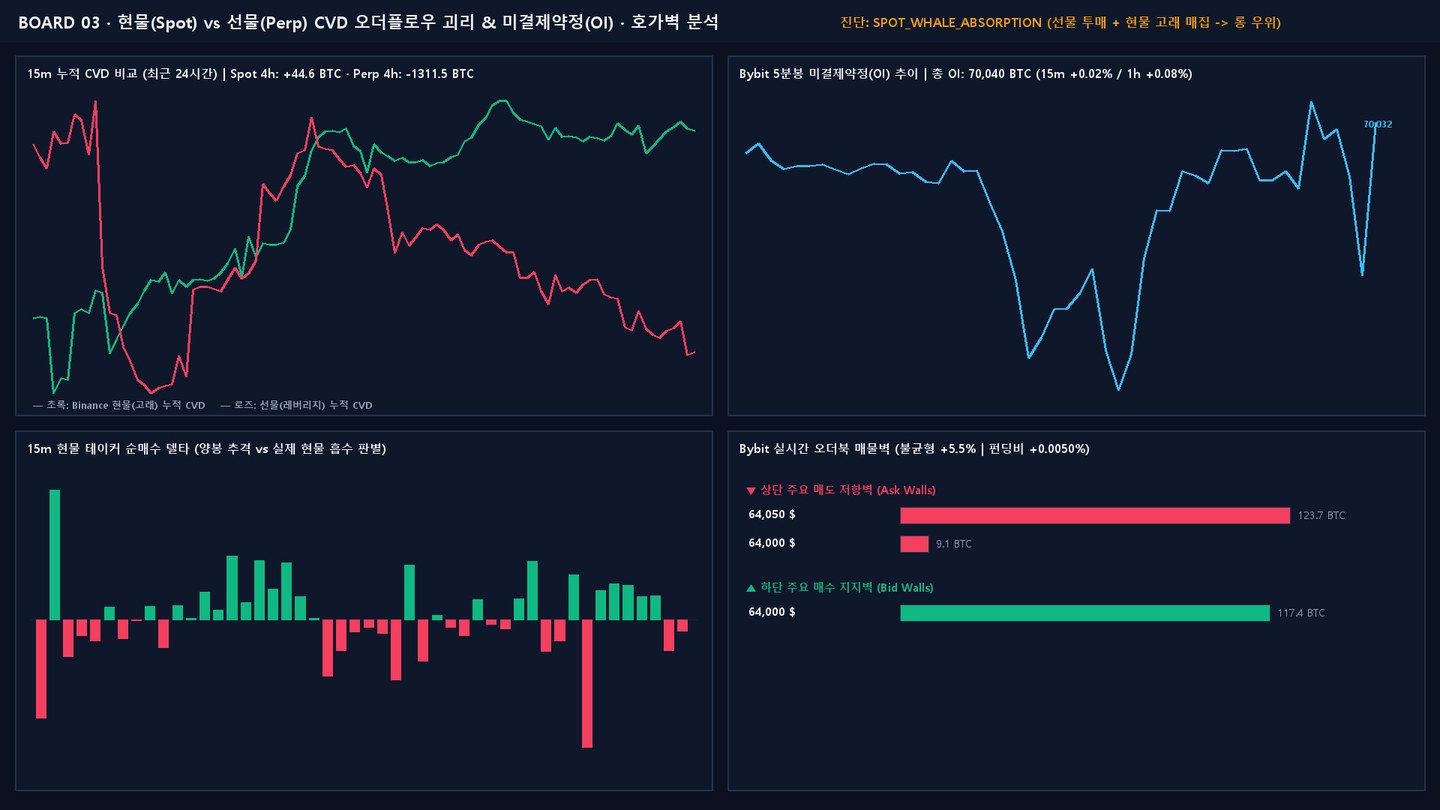 BOARD 03 · 현물(Spot) vs 선물(Perp) CVD 오더플로우 괴리 & 미결제약정(OI) · 호가벽 분석
진단: SPOT_WHALE_ABSORPTION (선물 투매 + 현물 고래 매집 -> 롱 우위)
15m 누적 CVD 비교 (최근 24시간) | Spot 4h: +44.6 BTC · Perp 4h: -1311.5 BTC
— 초록: Binance 현물(고래) 누적 CVD — 로즈: 선물(레버리지) 누적 CVD
Bybit 5분봉 미결제약정(OI) 추이 | 총 OI: 70,040 BTC (15m +0.02% / 1h +0.08%)
70,032
15m 현물 테이커 순매수 델타 (양봉 추격 vs 실제 현물 흡수 판별)
Bybit 실시간 오더북 매물벽 (불균형 +5.5% | 펀딩비 +0.0050%)
▼ 상단 주요 매도 저항벽 (Ask Walls)
64,050 $ 123.7 BTC
64,000 $ 9.1 BTC
▲ 하단 주요 매수 지지벽 (Bid Walls)
64,000 $ 117.4 BTC